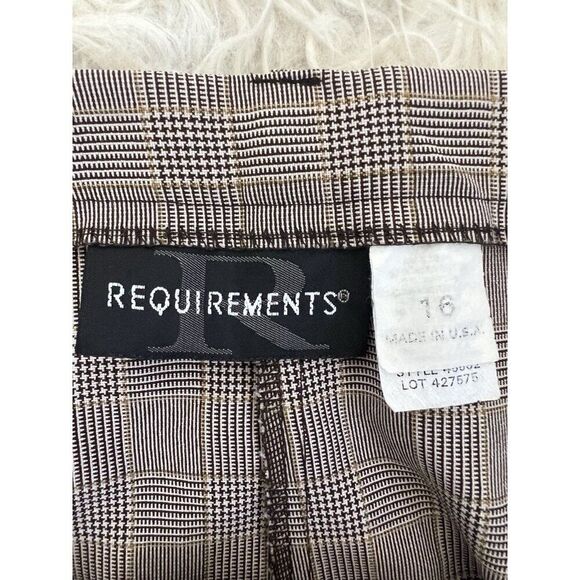 R
REQUIREMENTS®
16
MADE IN U.S.A.
LOT 427575